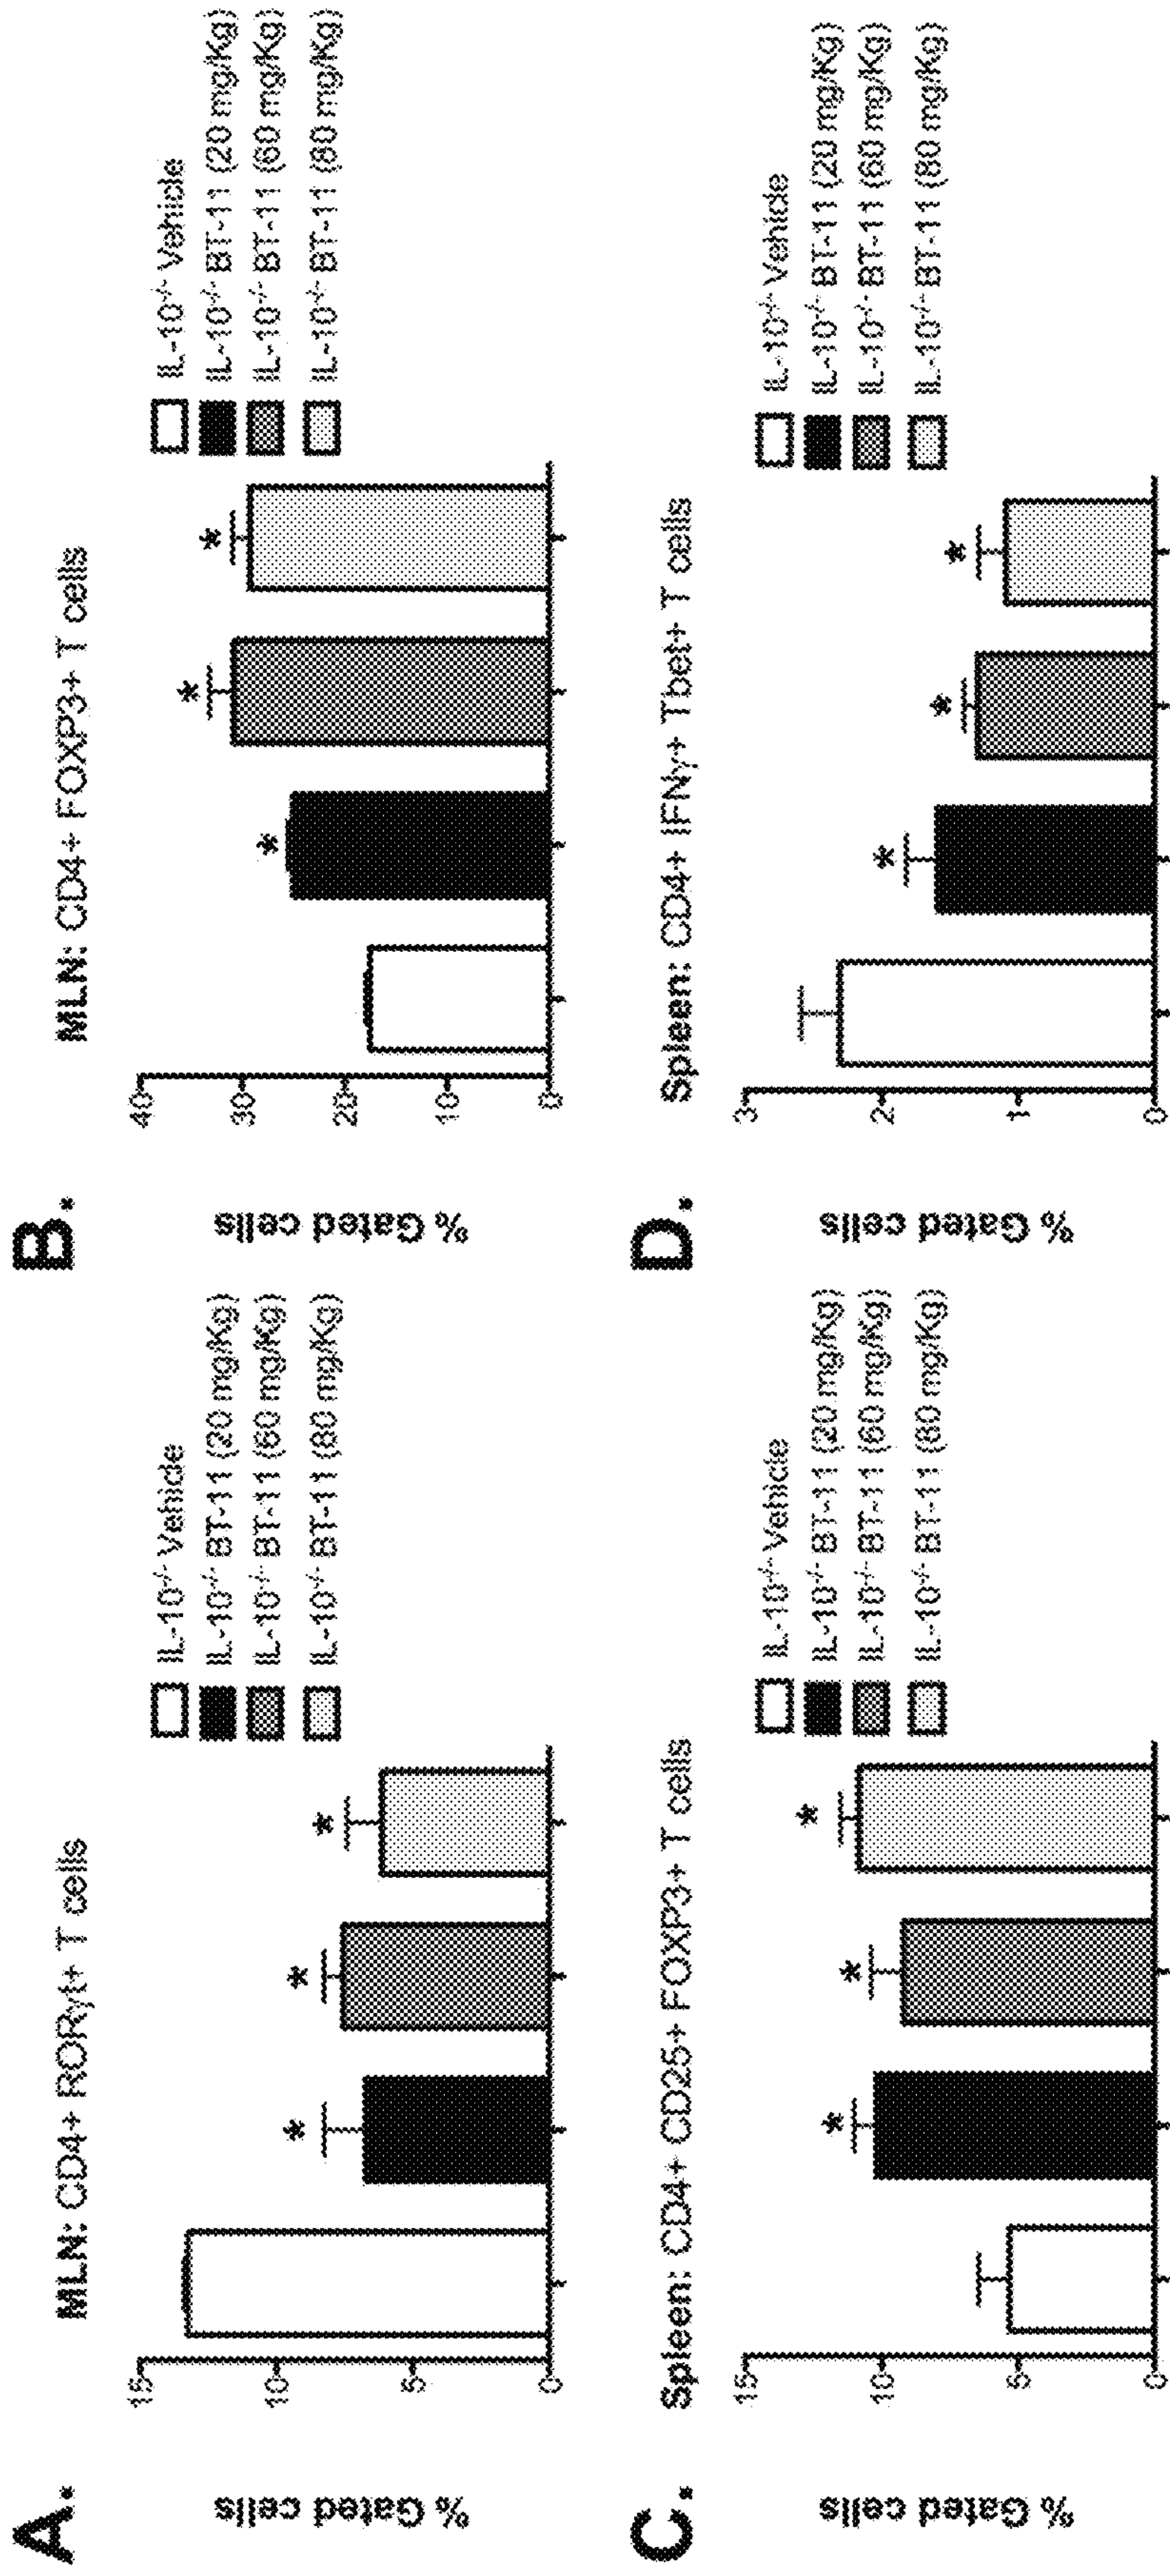 A.
MLN: CD4+ RORγt+ T cells
% Gated cells
15
10
5
0
IL-10-/- Vehicle
IL-10-/- BT-11 (20 mg/Kg)
IL-10-/- BT-11 (60 mg/Kg)
IL-10-/- BT-11 (80 mg/Kg)
*
*
*
B.
MLN: CD4+ FOXP3+ T cells
% Gated cells
40
30
20
10
0
IL-10-/- Vehicle
IL-10-/- BT-11 (20 mg/Kg)
IL-10-/- BT-11 (60 mg/Kg)
IL-10-/- BT-11 (80 mg/Kg)
*
*
*
C.
Spleen: CD4+ CD25+ FOXP3+ T cells
% Gated cells
15
10
5
0
IL-10-/- Vehicle
IL-10-/- BT-11 (20 mg/Kg)
IL-10-/- BT-11 (60 mg/Kg)
IL-10-/- BT-11 (80 mg/Kg)
*
*
*
D.
Spleen: CD4+ IFNγ+ Tbet+ T cells
% Gated cells
3
2
1
0
IL-10-/- Vehicle
IL-10-/- BT-11 (20 mg/Kg)
IL-10-/- BT-11 (60 mg/Kg)
IL-10-/- BT-11 (80 mg/Kg)
*
*
*